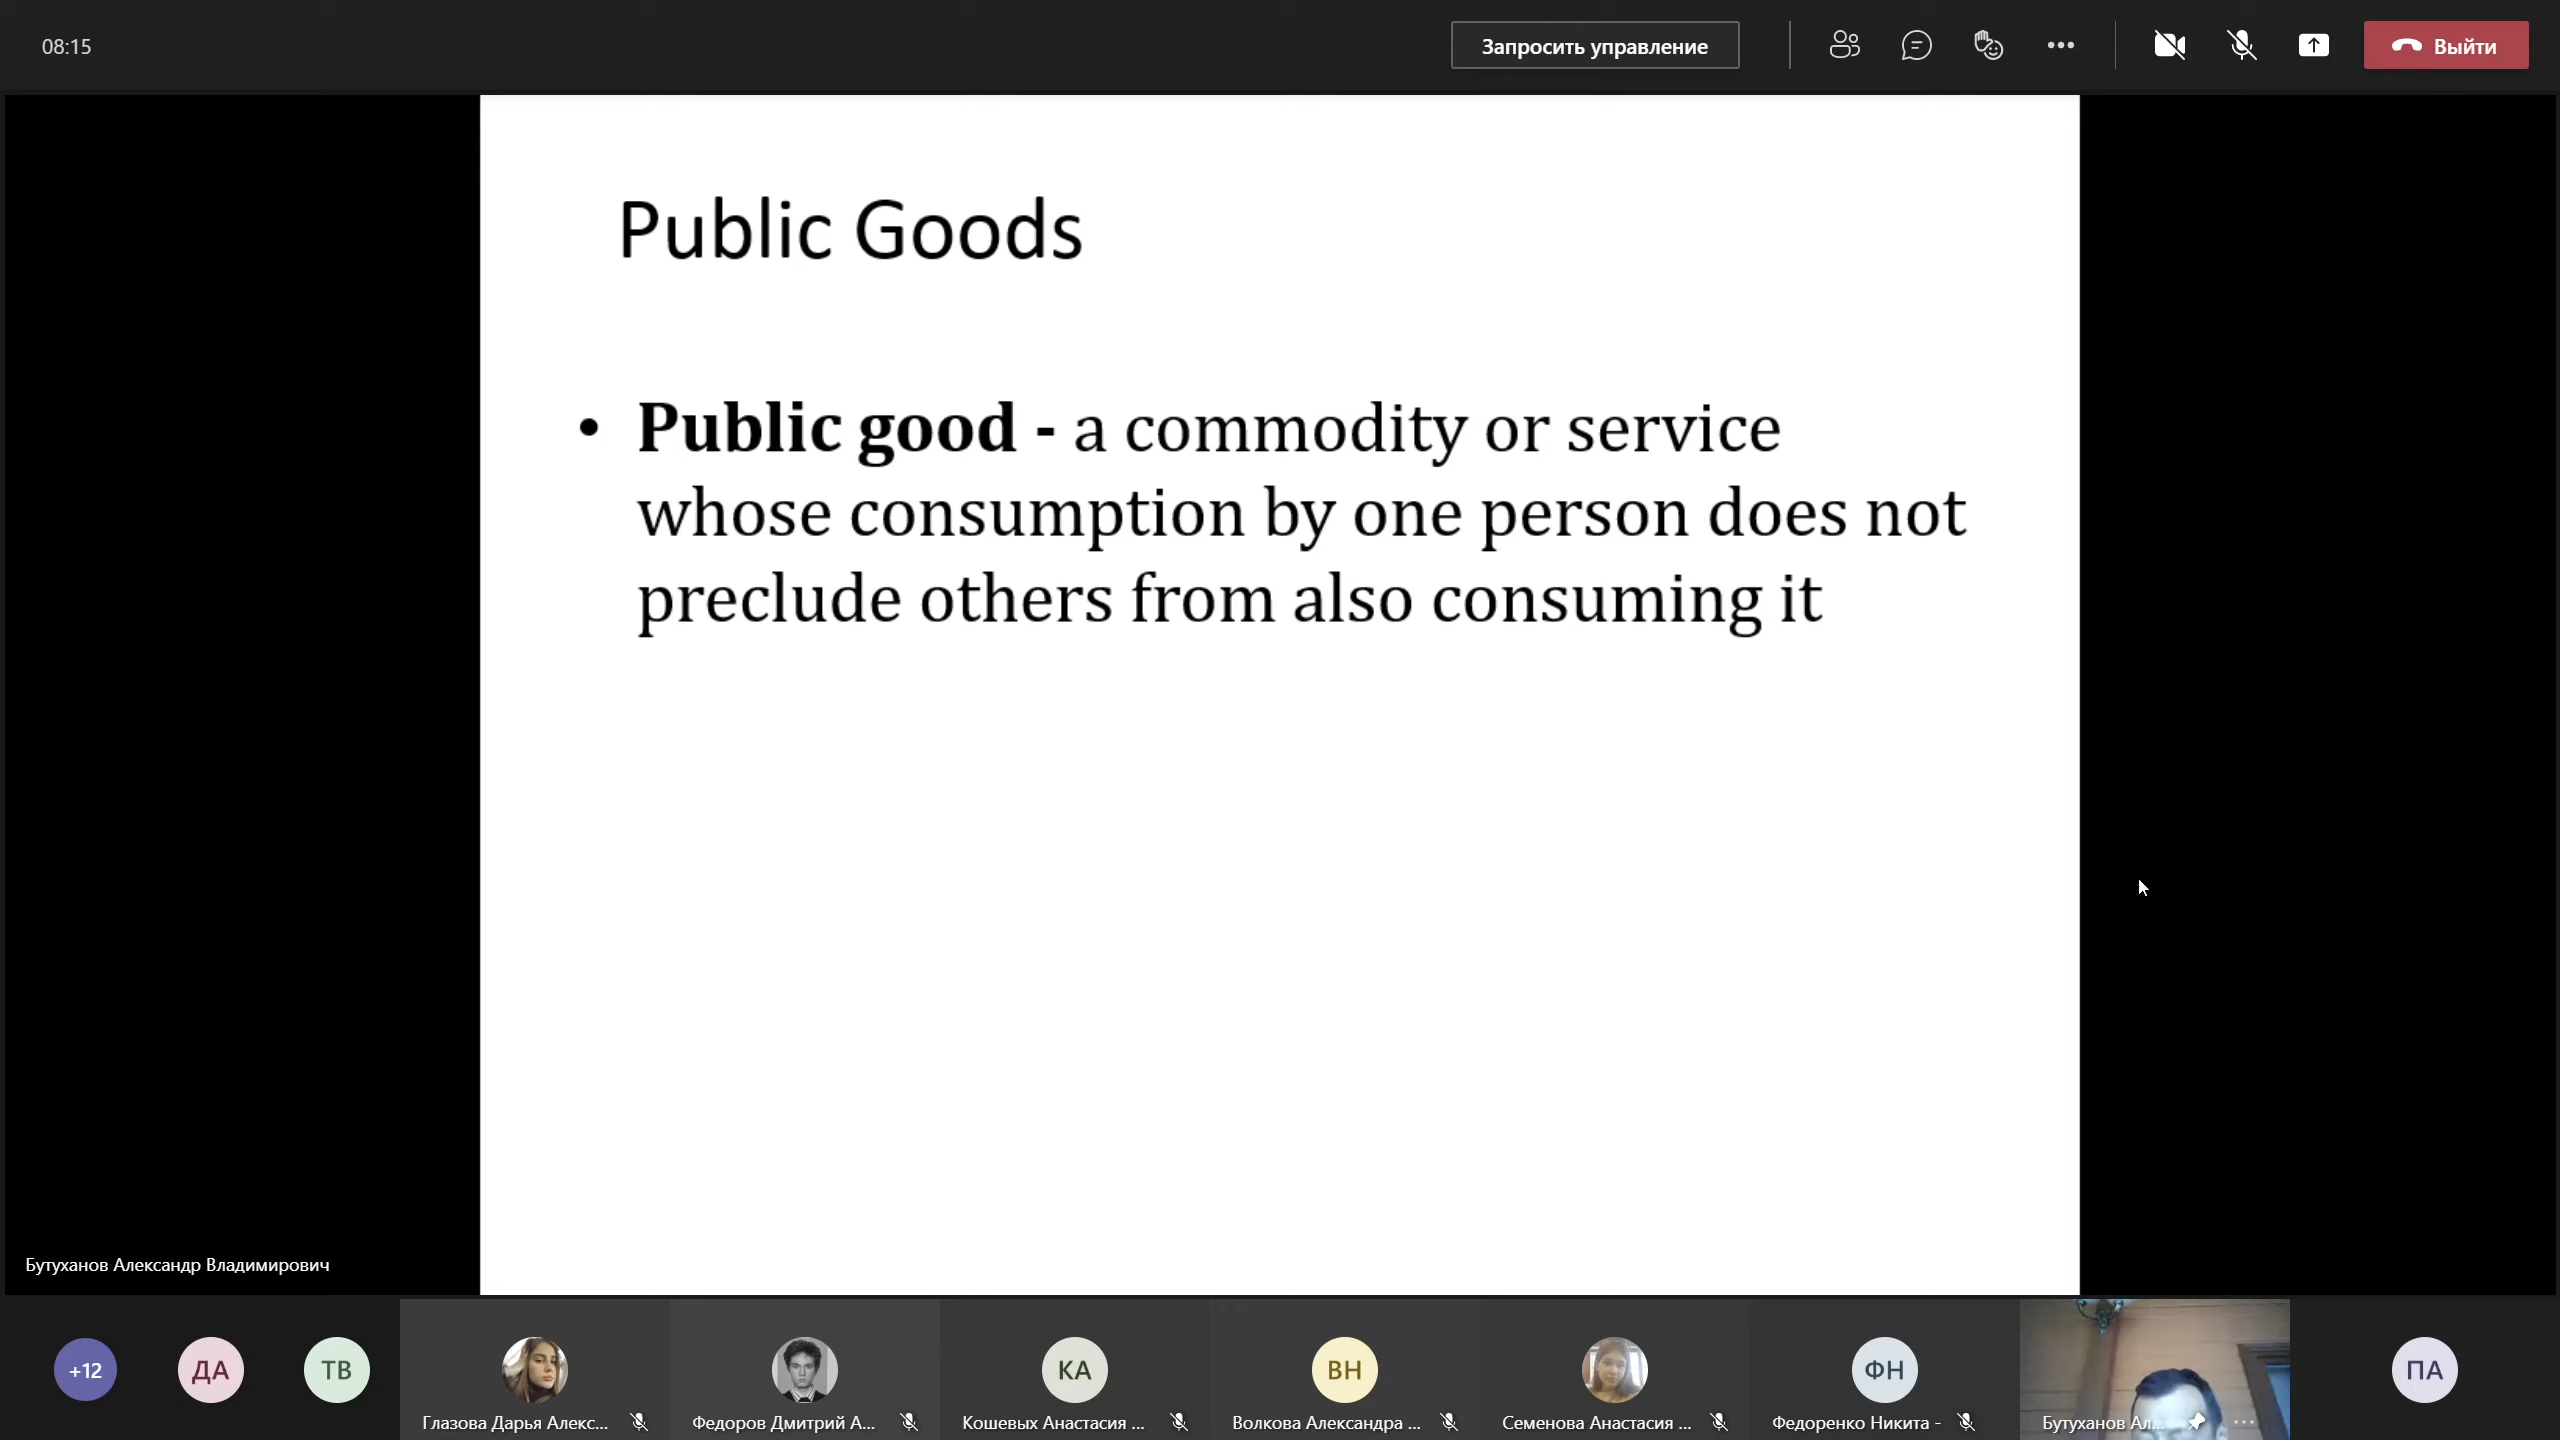 08:15
Запросить управление
Выйти
Public Goods
• Public good - a commodity or service
whose consumption by one person does not
preclude others from also consuming it
Бутуханов Александр Владимирович
+12
ДА
ТВ
КА
ВН
ФН
ПА
Глазова Дарья Алекс...
Федоров Дмитрий А...
Кошевых Анастасия ...
Волкова Александра ...
Семенова Анастасия ...
Федоренко Никита -
Бутуханов Ал...